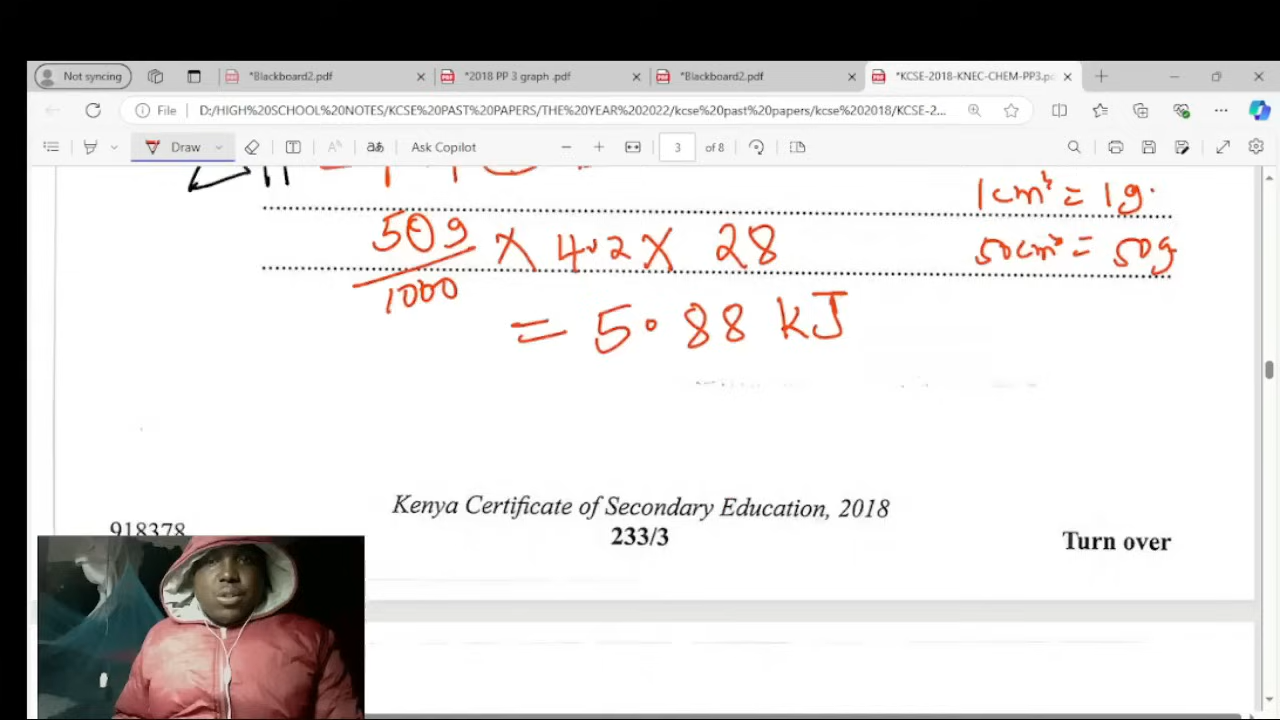 Not syncing
*Blackboard2.pdf
*2018 PP 3 graph .pdf
*Blackboard2.pdf
*KCSE-2018-KNEC-CHEM-PP3.p
File
D:/HIGH%20SCHOOL%20NOTES/KCSE%20PAST%20PAPERS/THE%20YEAR%202022/kcse%20past%20papers/kcse%202018/KCSE-2...
Draw
aあ
Ask Copilot
3 of 8
1cm³ = 1g.
50g/1000 × 4.2 × 28
50cm³ = 50g
= 5.88 kJ
Kenya Certificate of Secondary Education, 2018
918378
233/3
Turn over